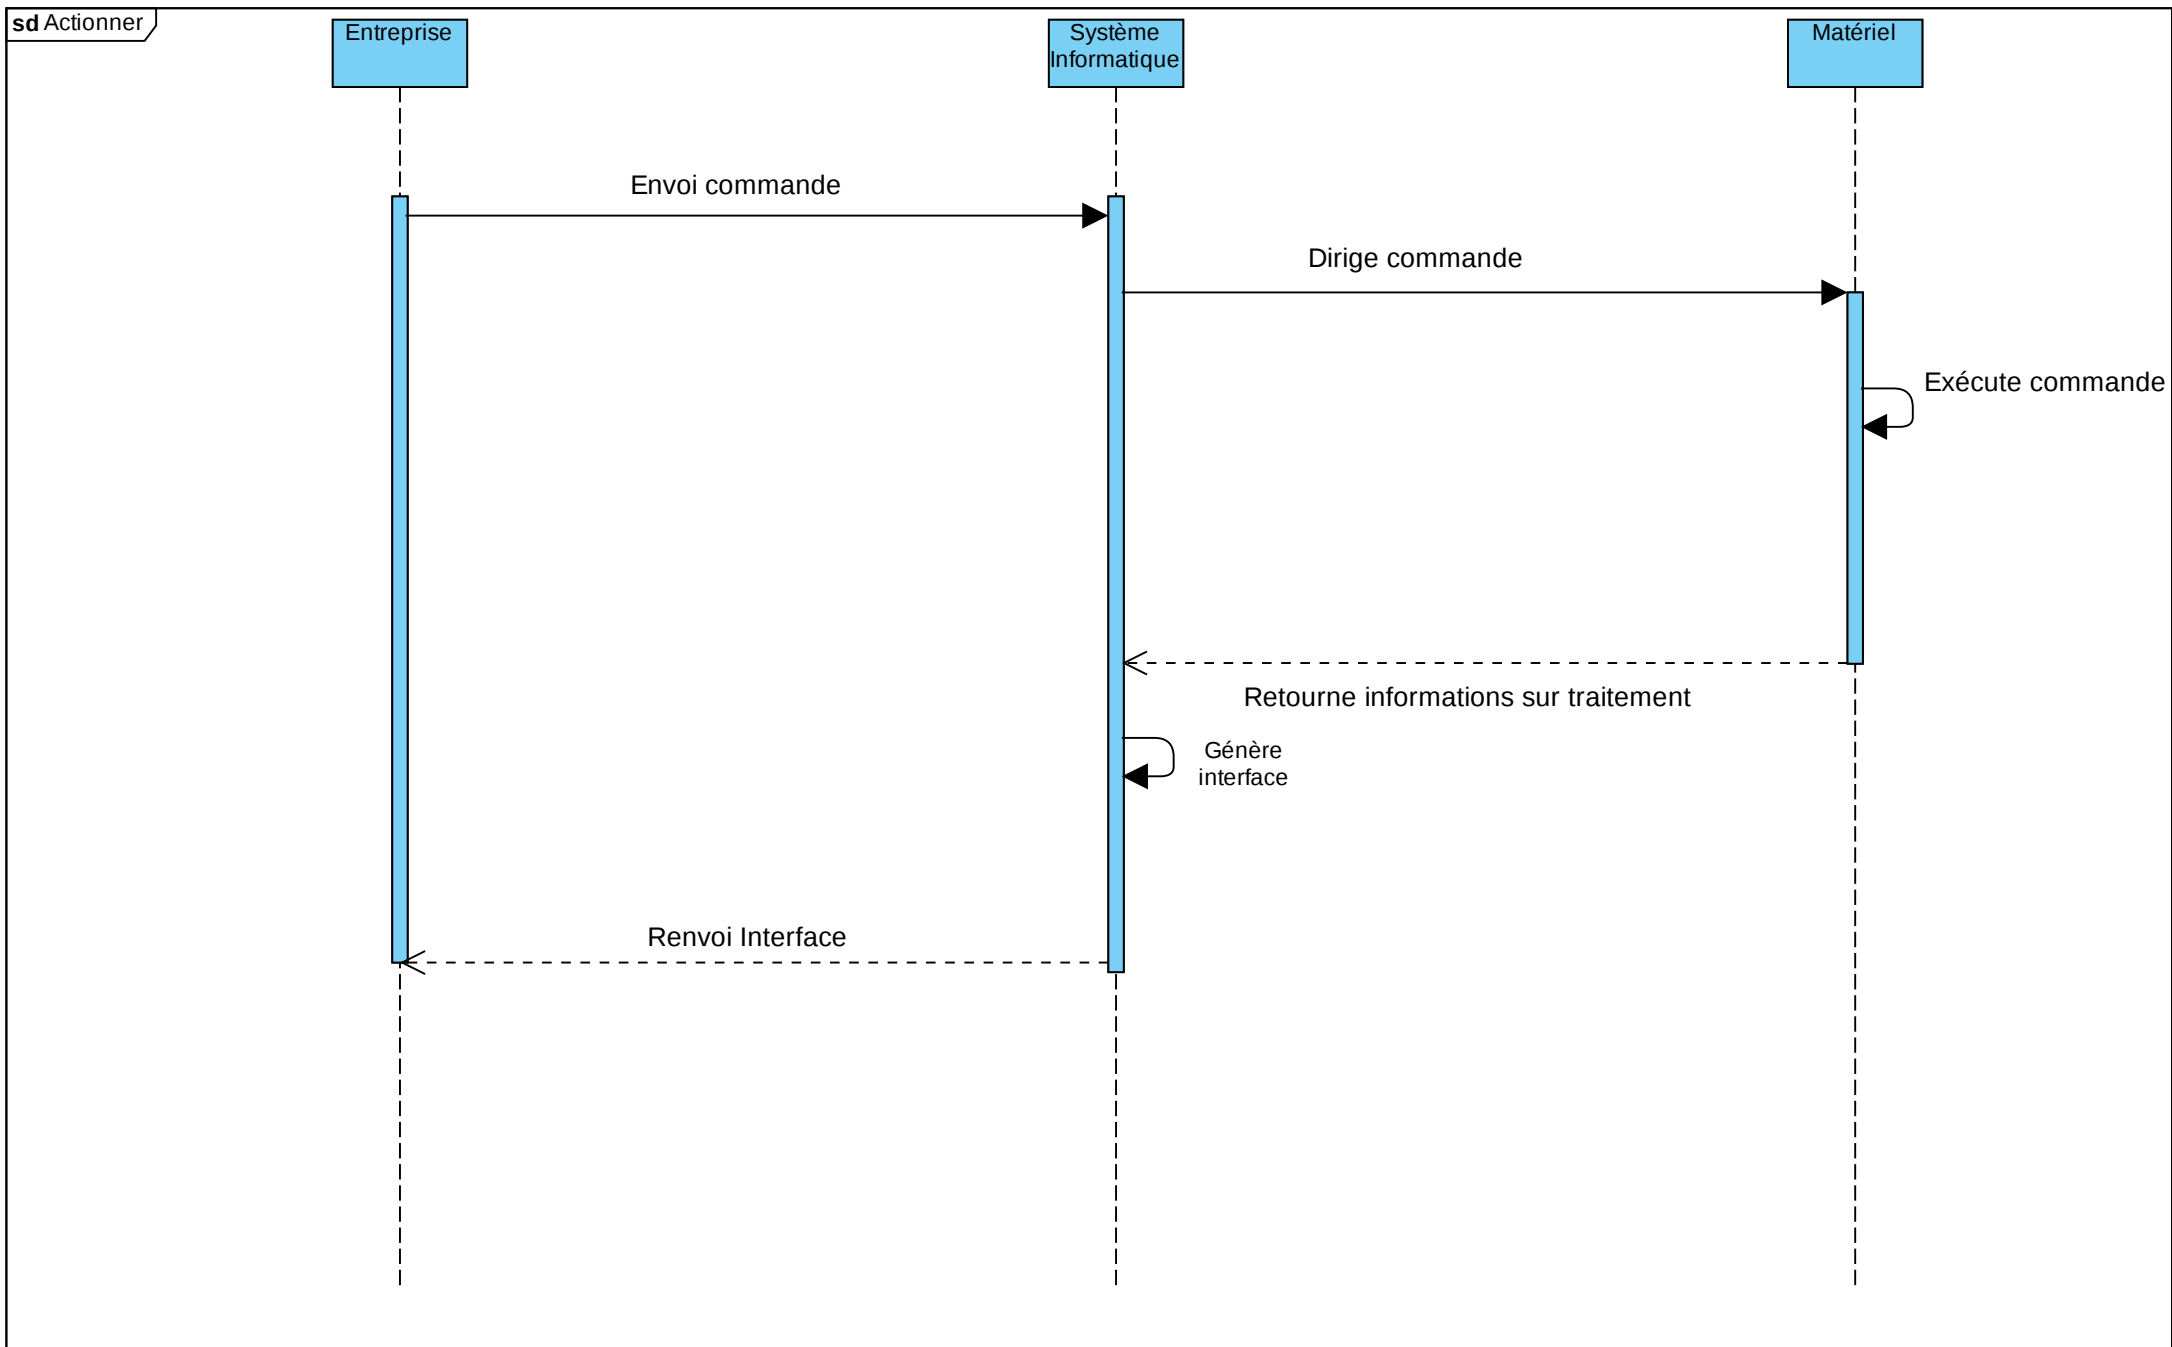 sd Actionner
Entreprise
Système
Informatique
Matériel
Envoi commande
Dirige commande
Exécute commande
Retourne informations sur traitement
Génère
interface
Renvoi Interface